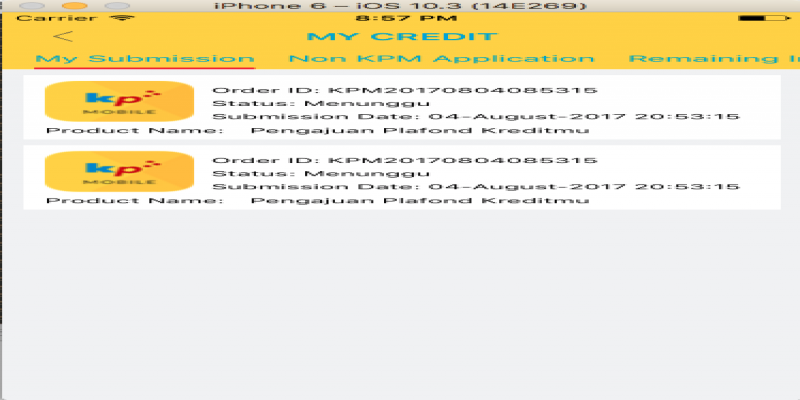 iPhone 6 – iOS 10.3 (14E269)
Carrier 8:57 PM
< MY CREDIT
My Submission Non KPM Application Remaining
kp
MOBILE
Order ID: KPM20170804085315
Status: Menunggu
Submission Date: 04-August-2017 20:53:15
Product Name: Pengajuan Plafond Kreditmu
kp
MOBILE
Order ID: KPM20170804085315
Status: Menunggu
Submission Date: 04-August-2017 20:53:15
Product Name: Pengajuan Plafond Kreditmu